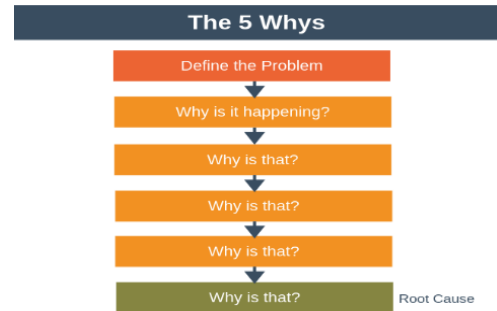 The 5 Whys
Define the Problem
Why is it happening?
Why is that?
Why is that?
Why is that?
Why is that? Root Cause